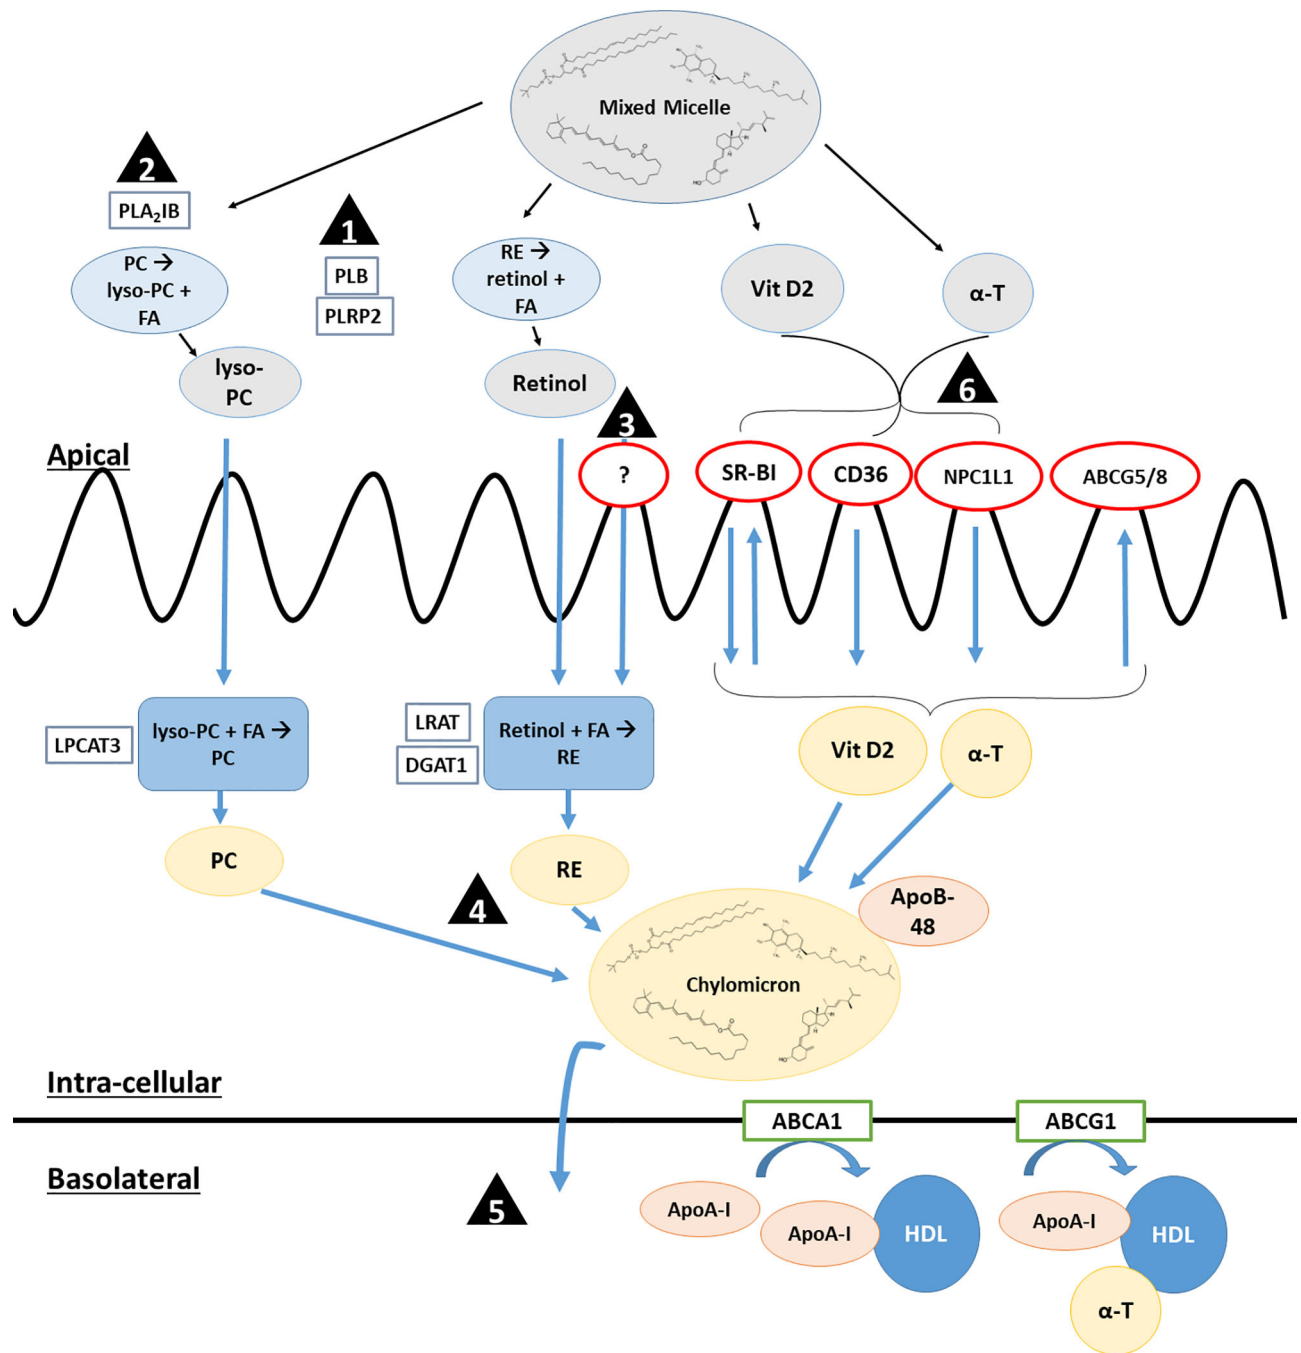 Mixed Micelle
2
PLA₂IB
1
PLB
PLRP2
PC →
lyso-PC +
FA
RE →
retinol +
FA
Vit D2
α-T
lyso-
PC
Retinol
3
6
Apical
?
SR-BI
CD36
NPC1L1
ABCG5/8
LPCAT3
lyso-PC + FA →
PC
LRAT
DGAT1
Retinol + FA →
RE
Vit D2
α-T
PC
RE
4
ApoB-
48
Chylomicron
Intra-cellular
ABCA1
ABCG1
Basolateral
5
ApoA-I
ApoA-I
HDL
ApoA-I
HDL
α-T